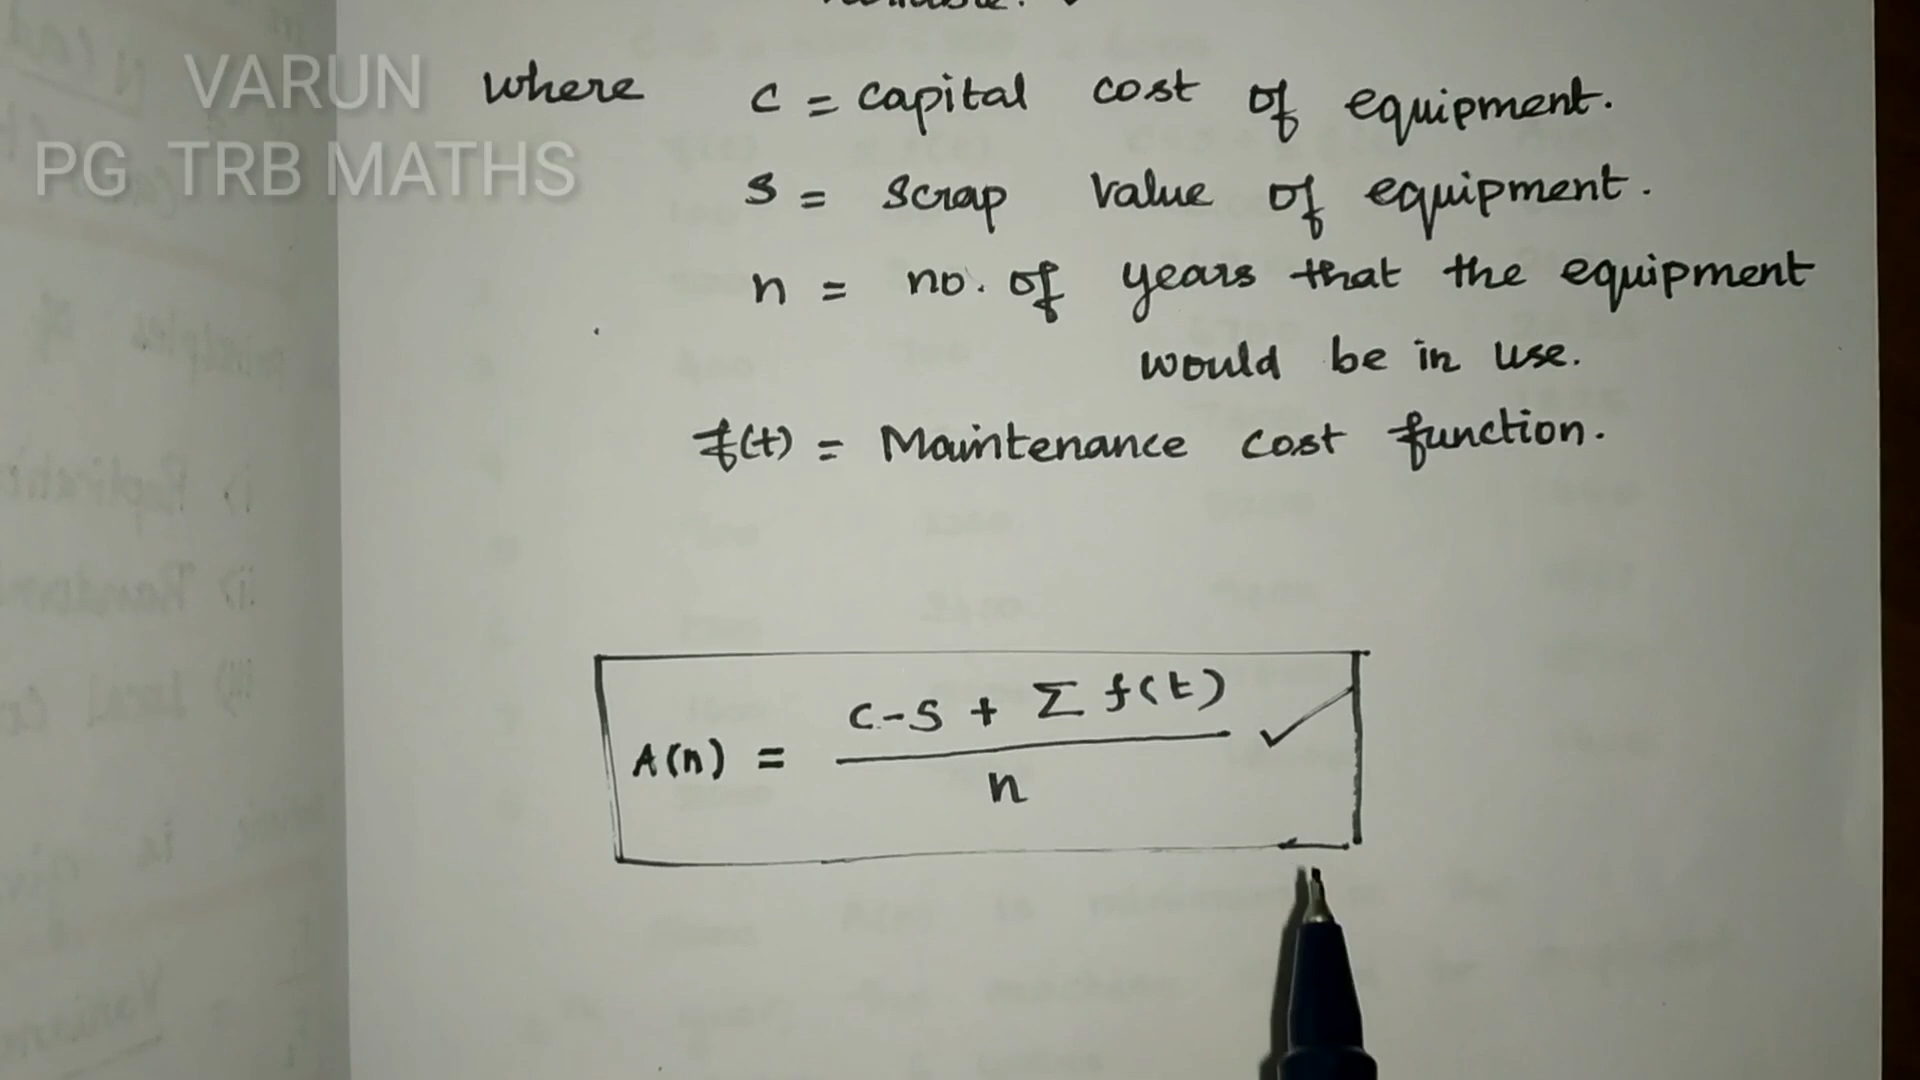 VARUN
PG TRB MATHS
where c = capital cost of equipment.
s = scrap value of equipment.
n = no. of years that the equipment
would be in use.
f(t) = Maintenance cost function.
A(n) = C-S + Σ f(t)
n